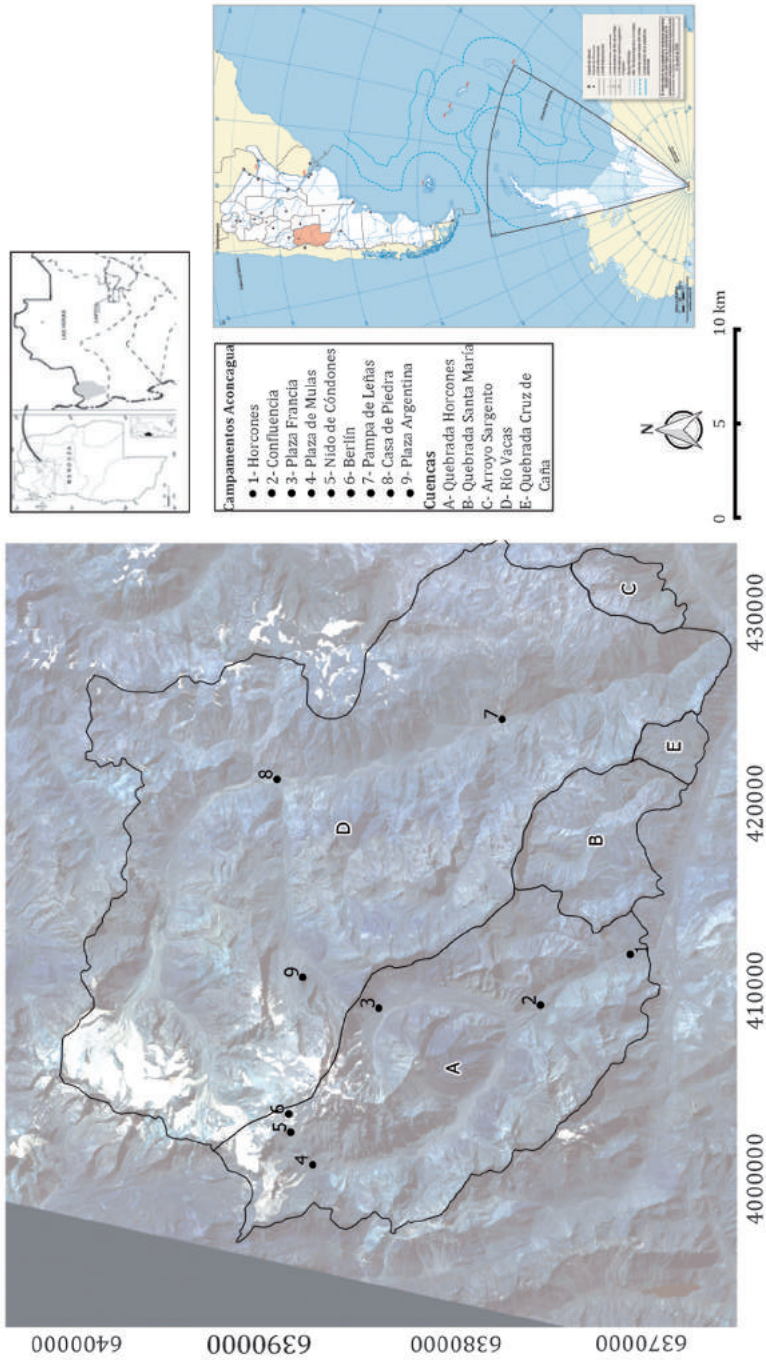 Campamentos Aconcagua
1- Horcones
2- Confluencia
3- Plaza Francia
4- Plaza de Mulas
5- Nido de Cóndones
6- Berlín
7- Pampa de Leñas
8- Casa de Piedra
9- Plaza Argentina
Cuencas
A- Quebrada Horcones
B- Quebrada Santa María
C- Arroyo Sargento
D- Río Vacas
E- Quebrada Cruz de
Caña
MENDOZA
LAS HERAS
CAPITAL
N
0 5 10 km
6400000
6390000
6380000
6370000
4000000
410000
420000
430000
1
2
3
4
5
6
7
8
9
A
B
C
D
E